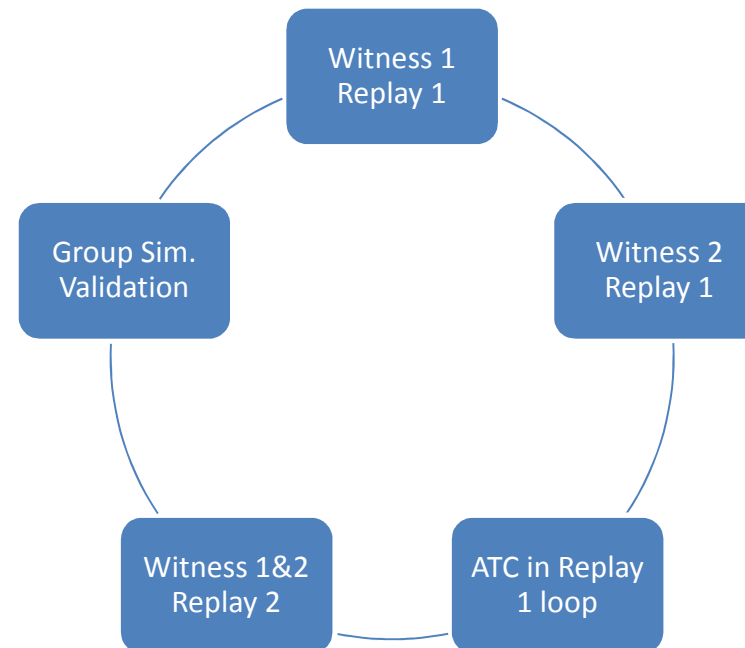 Witness 1
Replay 1
Witness 2
Replay 1
ATC in Replay
1 loop
Witness 1&2
Replay 2
Group Sim.
Validation